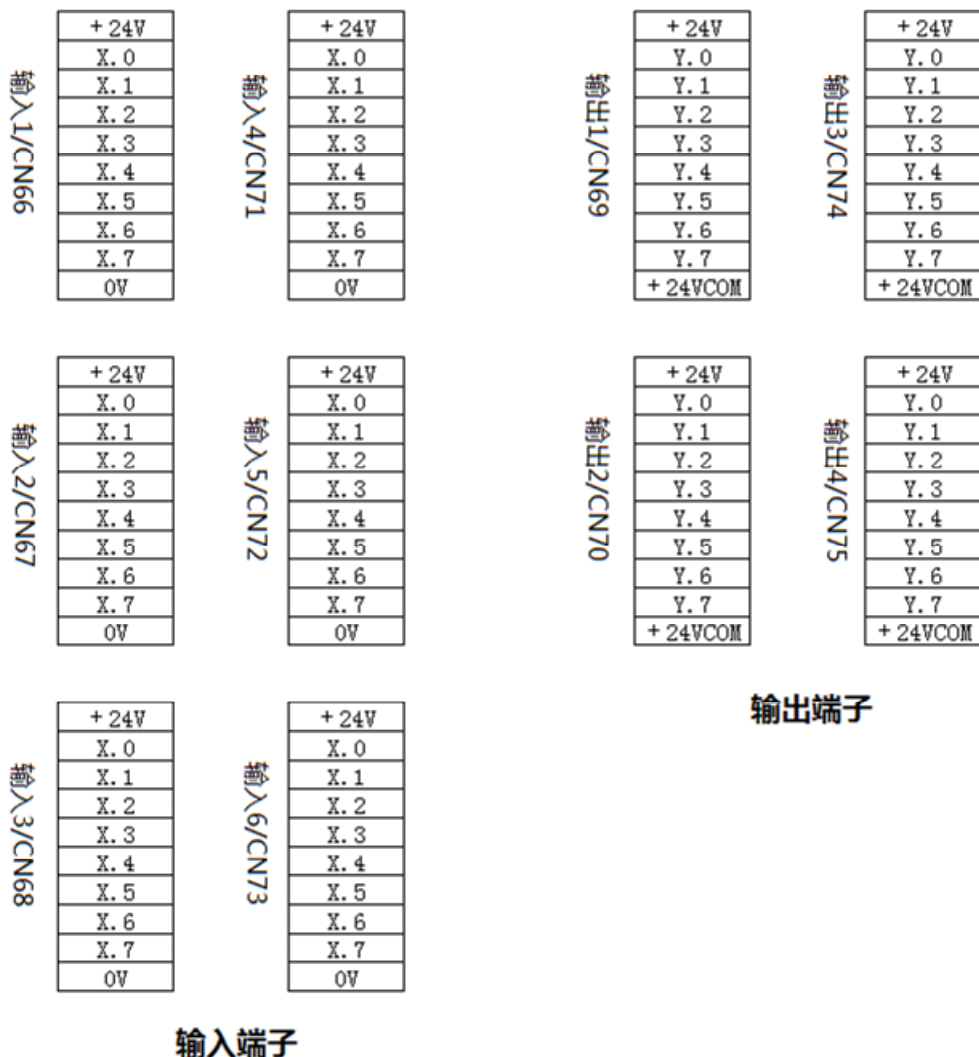 输入1/CN66
+24V
X.0
X.1
X.2
X.3
X.4
X.5
X.6
X.7
0V
输入4/CN71
+24V
X.0
X.1
X.2
X.3
X.4
X.5
X.6
X.7
0V
输出1/CN69
+24V
Y.0
Y.1
Y.2
Y.3
Y.4
Y.5
Y.6
Y.7
+24VCOM
输出3/CN74
+24V
Y.0
Y.1
Y.2
Y.3
Y.4
Y.5
Y.6
Y.7
+24VCOM
输入2/CN67
+24V
X.0
X.1
X.2
X.3
X.4
X.5
X.6
X.7
0V
输入5/CN72
+24V
X.0
X.1
X.2
X.3
X.4
X.5
X.6
X.7
0V
输出2/CN70
+24V
Y.0
Y.1
Y.2
Y.3
Y.4
Y.5
Y.6
Y.7
+24VCOM
输出4/CN75
+24V
Y.0
Y.1
Y.2
Y.3
Y.4
Y.5
Y.6
Y.7
+24VCOM
输出端子
输入3/CN68
+24V
X.0
X.1
X.2
X.3
X.4
X.5
X.6
X.7
0V
输入6/CN73
+24V
X.0
X.1
X.2
X.3
X.4
X.5
X.6
X.7
0V
输入端子